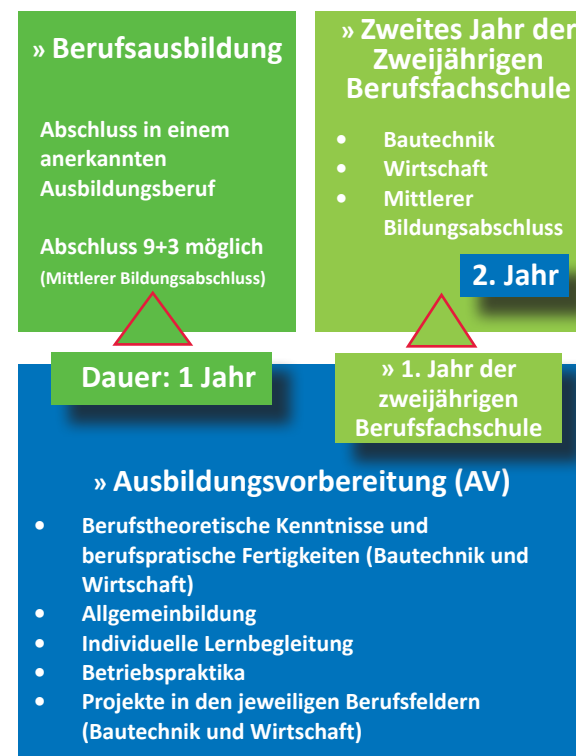 » Berufsausbildung
Abschluss in einem
anerkannten
Ausbildungsberuf
Abschluss 9+3 möglich
(Mittlerer Bildungsabschluss)
» Zweites Jahr der
Zweijährigen
Berufsfachschule
• Bautechnik
• Wirtschaft
• Mittlerer
Bildungsabschluss
2. Jahr
Dauer: 1 Jahr
» 1. Jahr der
zweijährigen
Berufsfachschule
» Ausbildungsvorbereitung (AV)
• Berufstheoretische Kenntnisse und
berufspratische Fertigkeiten (Bautechnik und
Wirtschaft)
• Allgemeinbildung
• Individuelle Lernbegleitung
• Betriebspraktika
• Projekte in den jeweiligen Berufsfeldern
(Bautechnik und Wirtschaft)